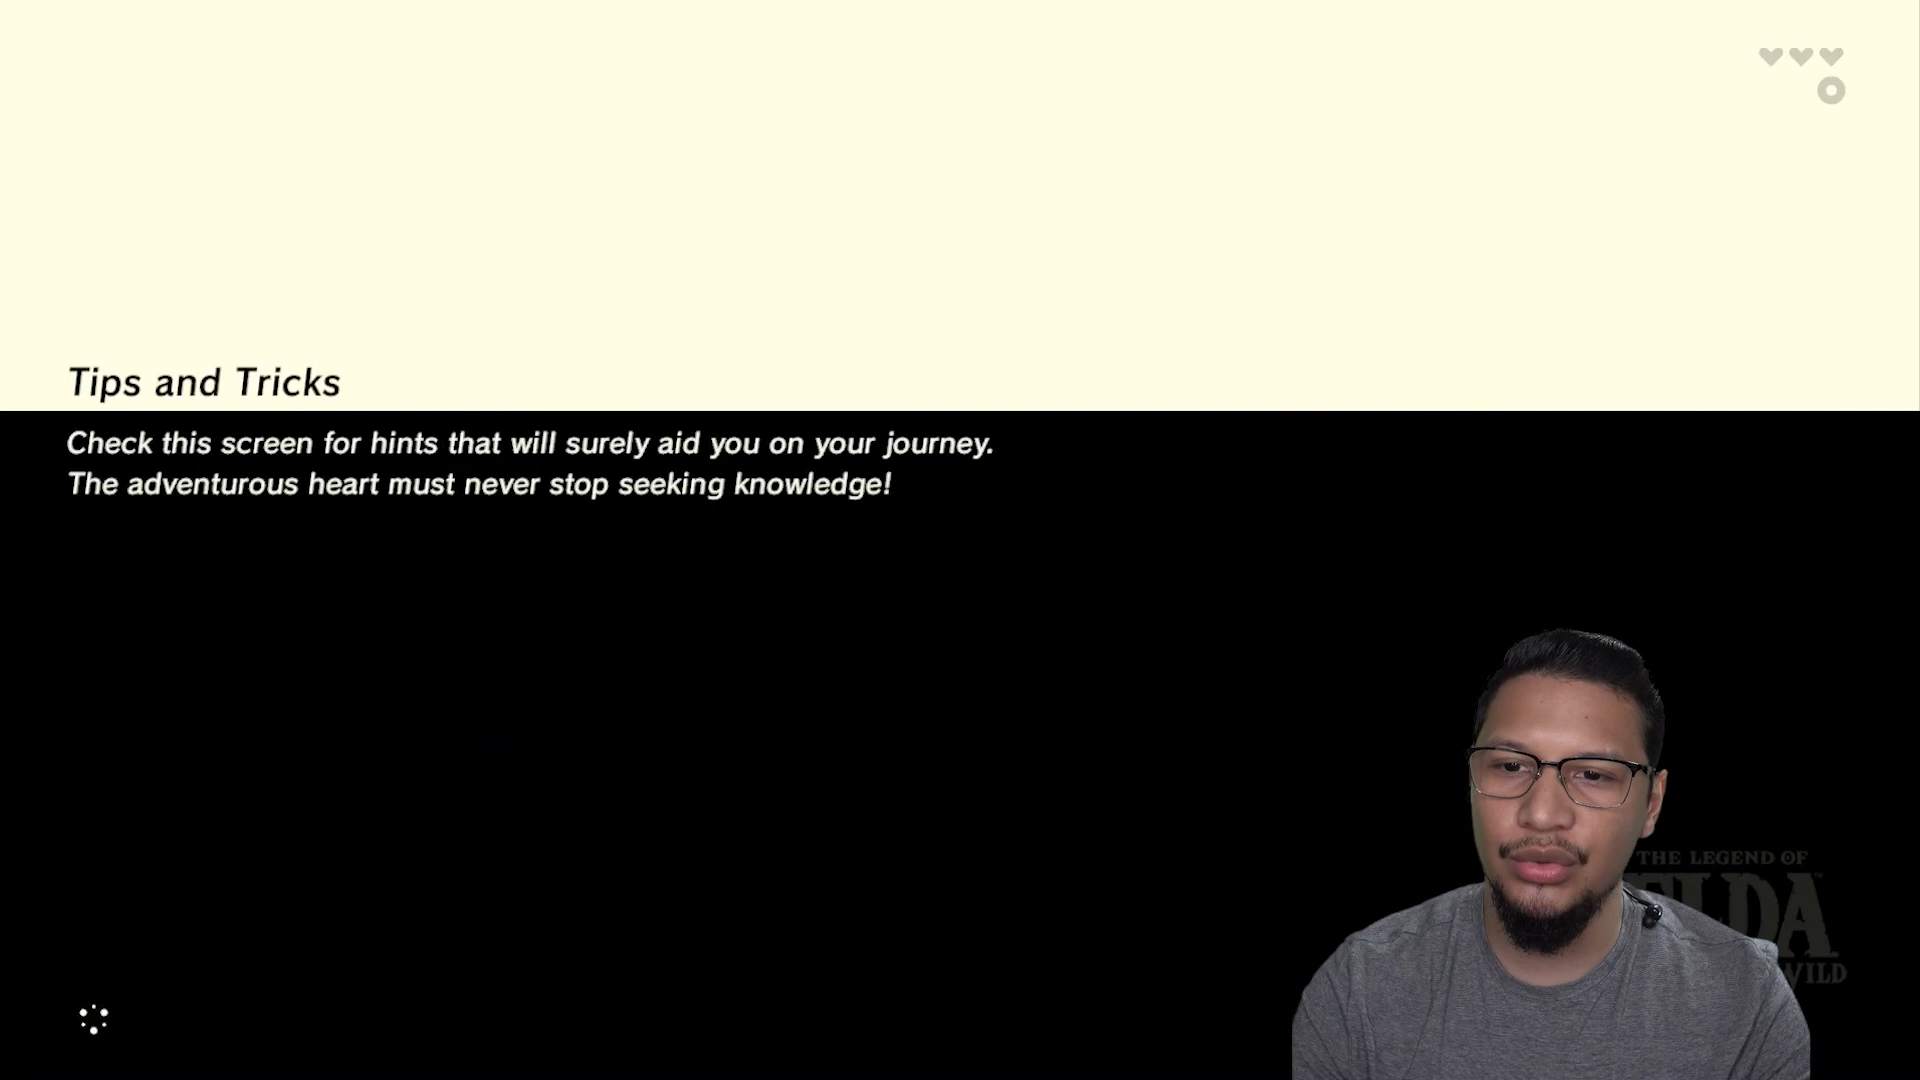 Tips and Tricks
Check this screen for hints that will surely aid you on your journey.
The adventurous heart must never stop seeking knowledge!
THE LEGEND OF